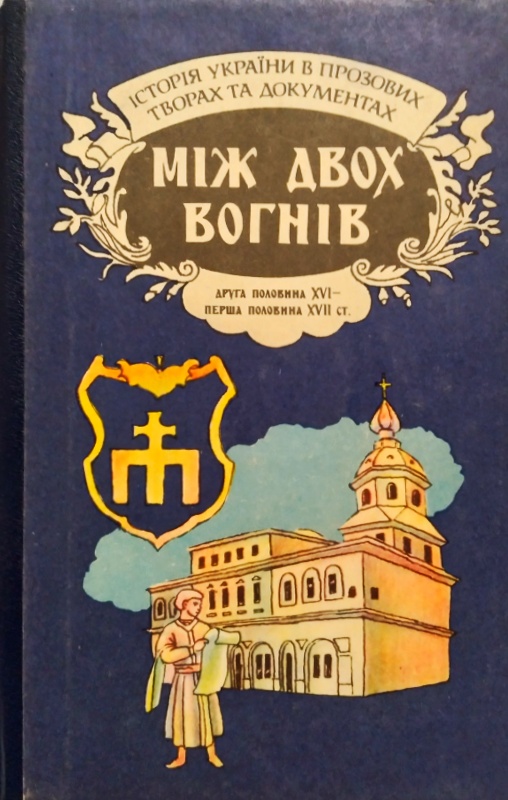 ІСТОРІЯ УКРАЇНИ В ПРОЗОВИХ
ТВОРАХ ТА ДОКУМЕНТАХ
МІЖ ДВОХ
ВОГНІВ
ДРУГА ПОЛОВИНА XVI–
ПЕРША ПОЛОВИНА XVII СТ.